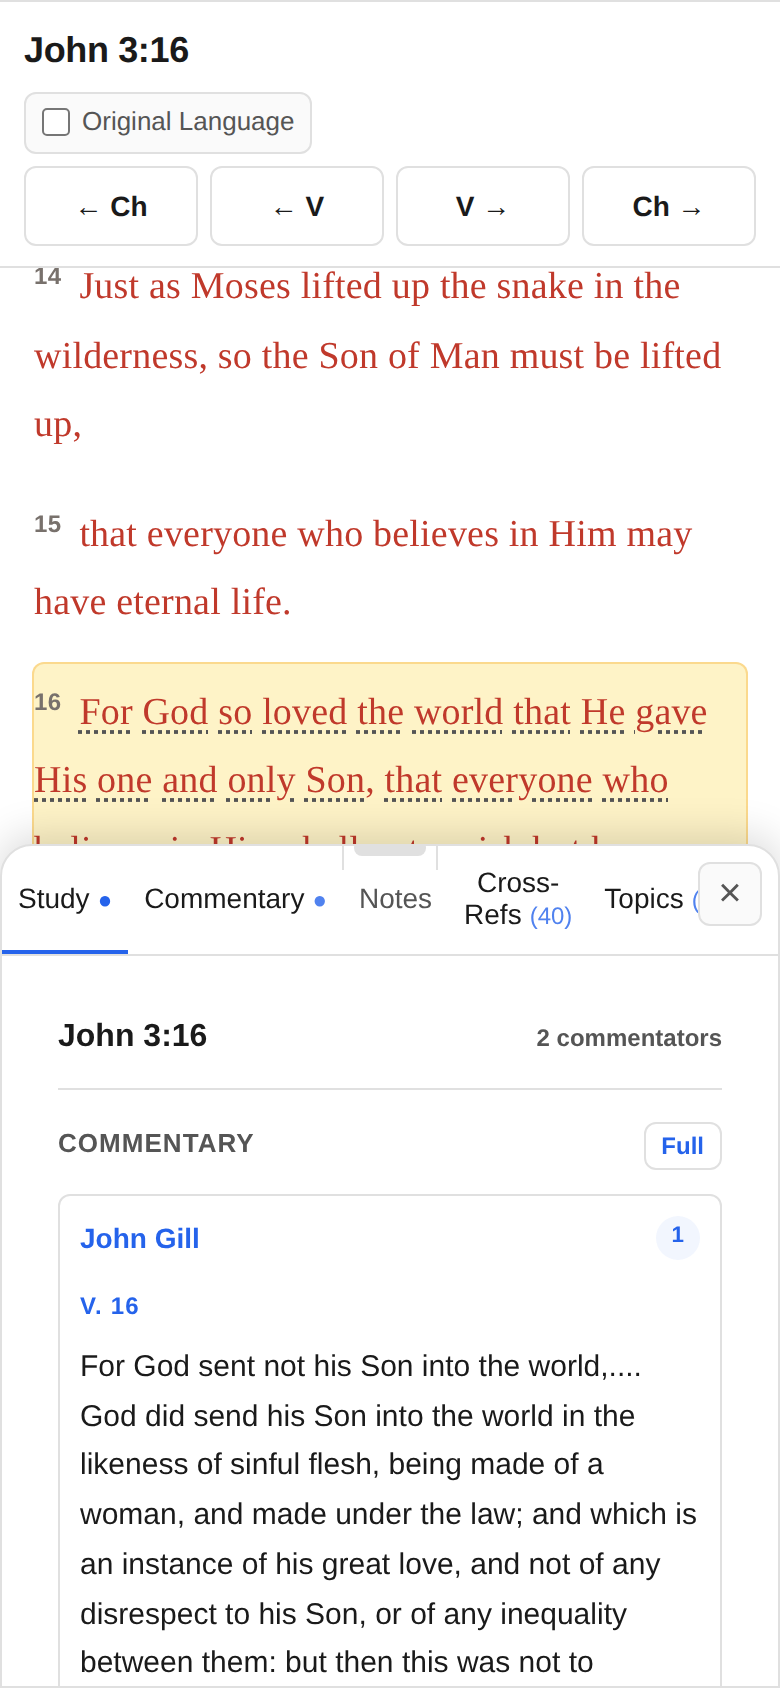 John 3:16
Original Language
← Ch
← V
V →
Ch →
14 Just as Moses lifted up the snake in the
wilderness, so the Son of Man must be lifted
up,
15 that everyone who believes in Him may
have eternal life.
16 For God so loved the world that He gave
His one and only Son, that everyone who
Study
Commentary
Notes
Cross-
Refs (40)
Topics (
✕
John 3:16
2 commentators
COMMENTARY
Full
John Gill
1
V. 16
For God sent not his Son into the world,....
God did send his Son into the world in the
likeness of sinful flesh, being made of a
woman, and made under the law; and which is
an instance of his great love, and not of any
disrespect to his Son, or of any inequality
between them: but then this was not to